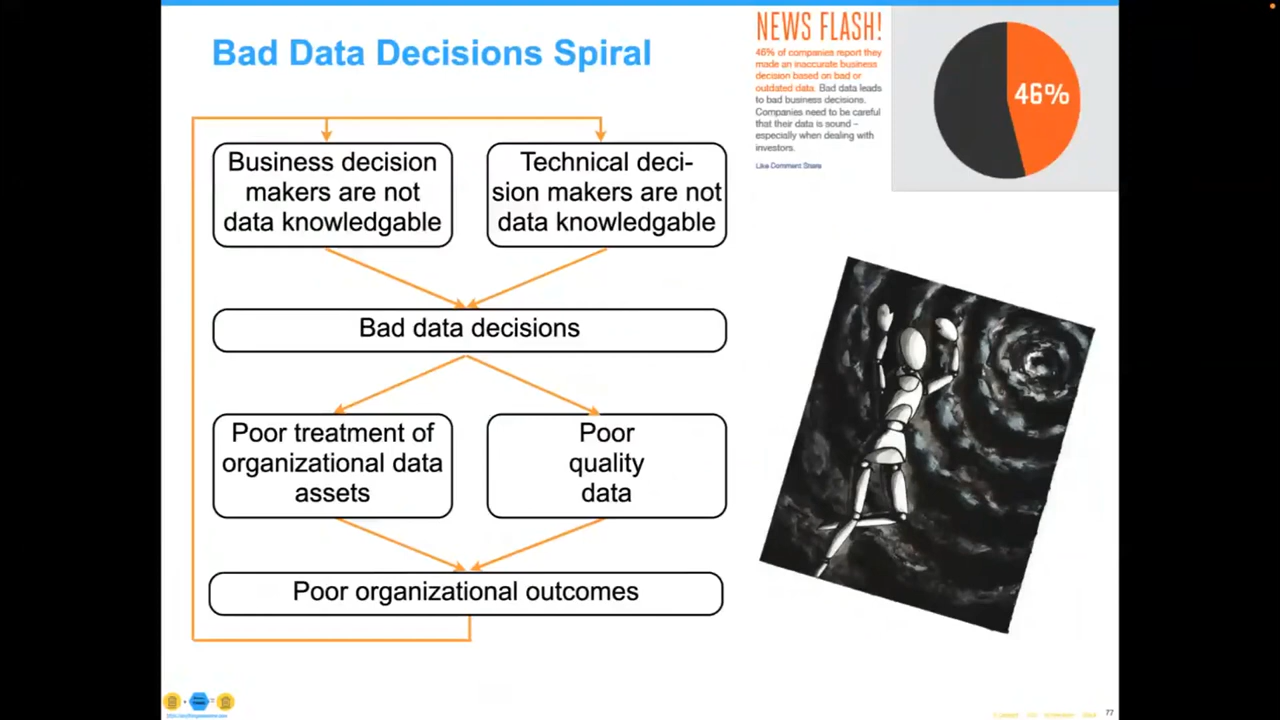 Bad Data Decisions Spiral
NEWS FLASH!
46% of companies report they
made an inaccurate business
decision based on bad or
outdated data. Bad data leads
to bad business decisions.
Companies need to be careful
that their data is sound –
especially when dealing with
investors.
Like Comment Share
46%
Business decision
makers are not
data knowledgable
Technical deci-
sion makers are not
data knowledgable
Bad data decisions
Poor treatment of
organizational data
assets
Poor
quality
data
Poor organizational outcomes
77